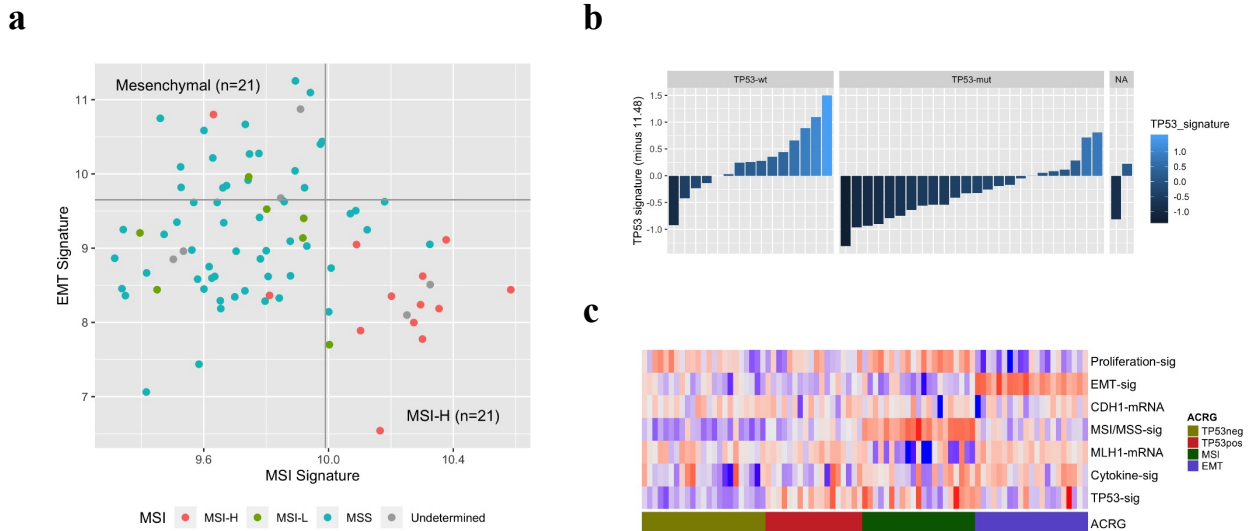 a
Mesenchymal (n=21)
MSI-H (n=21)
EMT Signature
11
10
9
8
7
9.6
10.0
10.4
MSI Signature
MSI
MSI-H
MSI-L
MSS
Undetermined
b
TP53-wt
TP53-mut
NA
TP53 signature (minus 11.48)
1.5
1.0
0.5
0.0
-0.5
-1.0
TP53_signature
1.0
0.5
0.0
-0.5
-1.0
c
Proliferation-sig
EMT-sig
CDH1-mRNA
MSI/MSS-sig
MLH1-mRNA
Cytokine-sig
TP53-sig
ACRG
ACRG
TP53neg
TP53pos
MSI
EMT